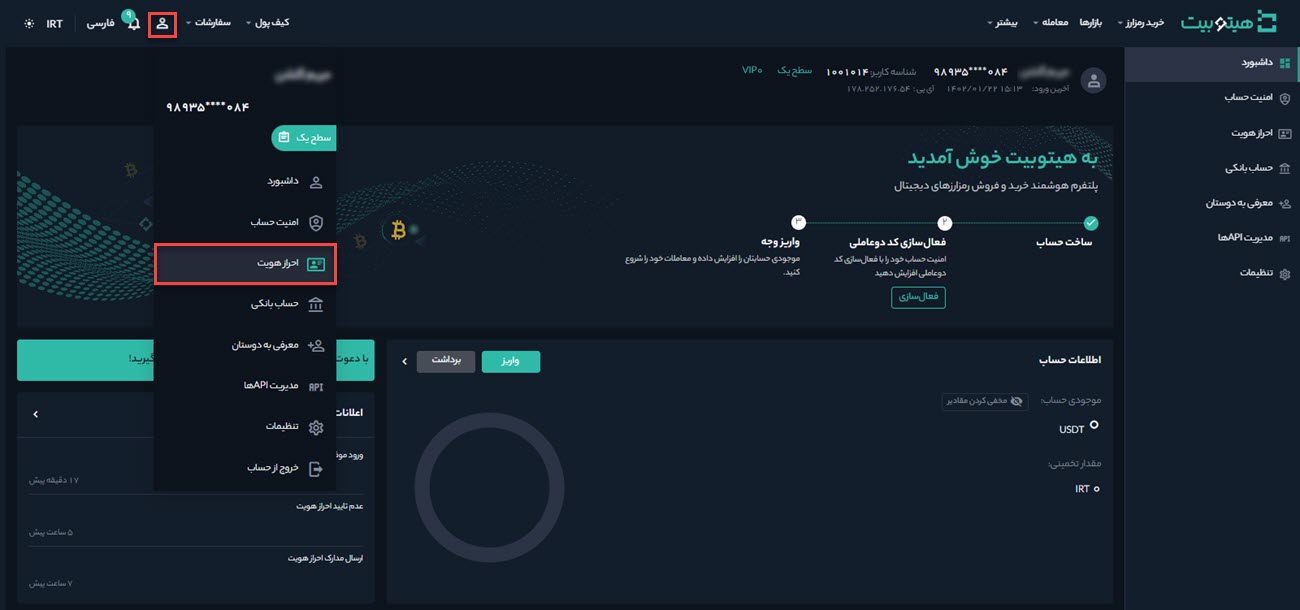 هیتوبیت
خرید رمزارز
بازارها
معامله
بیشتر
کیف پول
سفارشات
۹
فارسی
IRT
داشبورد
امنیت حساب
احراز هویت
حساب بانکی
معرفی به دوستان
مدیریت APIها
تنظیمات
۹۸۹۳۵****۰۸۴
شناسه کاربر: ۱۰۰۱۰۱۴
سطح یک
VIP۰
آخرین ورود: ۱۴۰۲/۰۱/۲۲ ۱۵:۱۳
آی‌پی: ۱۷۸.۲۵۲.۱۷۶.۵۴
به هیتوبیت خوش آمدید
پلتفرم هوشمند خرید و فروش رمزارزهای دیجیتال
ساخت حساب
۲
فعال‌سازی کد دوعاملی
امنیت حساب خود را با فعال‌سازی کد
دوعاملی افزایش دهید
فعال‌سازی
۳
واریز وجه
موجودی حسابتان را افزایش داده و معاملات خود را شروع
کنید.
۹۸۹۳۵****۰۸۴
سطح یک
داشبورد
امنیت حساب
احراز هویت
حساب بانکی
معرفی به دوستان
API مدیریت APIها
تنظیمات
خروج از حساب
اطلاعات حساب
واریز
برداشت
موجودی حساب:
مخفی کردن مقادیر
۰ USDT
مقدار تخمینی:
۰ IRT
با دعوت
گیرید!
اعلانات
ورود موف
۱۷ دقیقه پیش
عدم تایید احراز هویت
۵ ساعت پیش
ارسال مدارک احراز هویت
۷ ساعت پیش